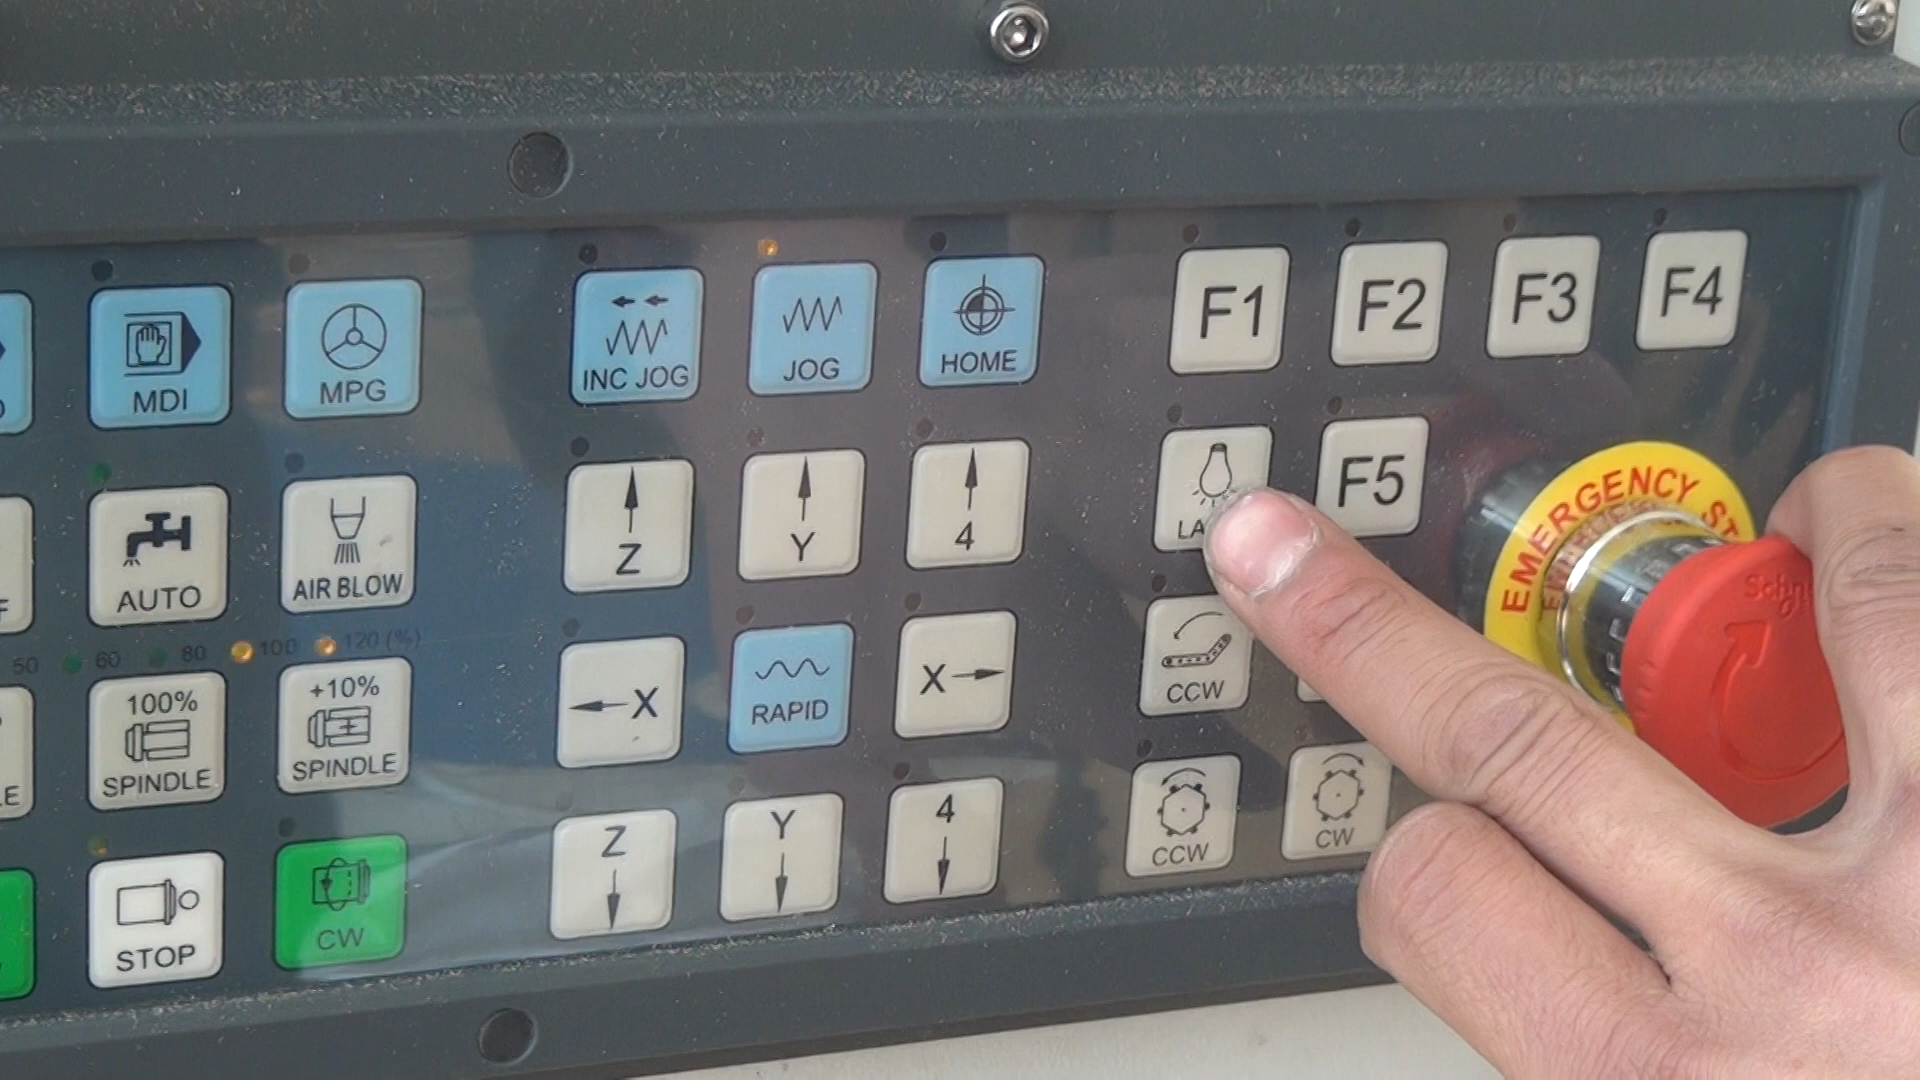 MDI
MPG
INC JOG
JOG
HOME
F1
F2
F3
F4
AUTO
AIR BLOW
Z
Y
4
F5
EMERGENCY
50
60
80
100
120 (%)
100%
SPINDLE
+10%
SPINDLE
X
RAPID
X
CCW
STOP
CW
Z
Y
4
CCW
CW